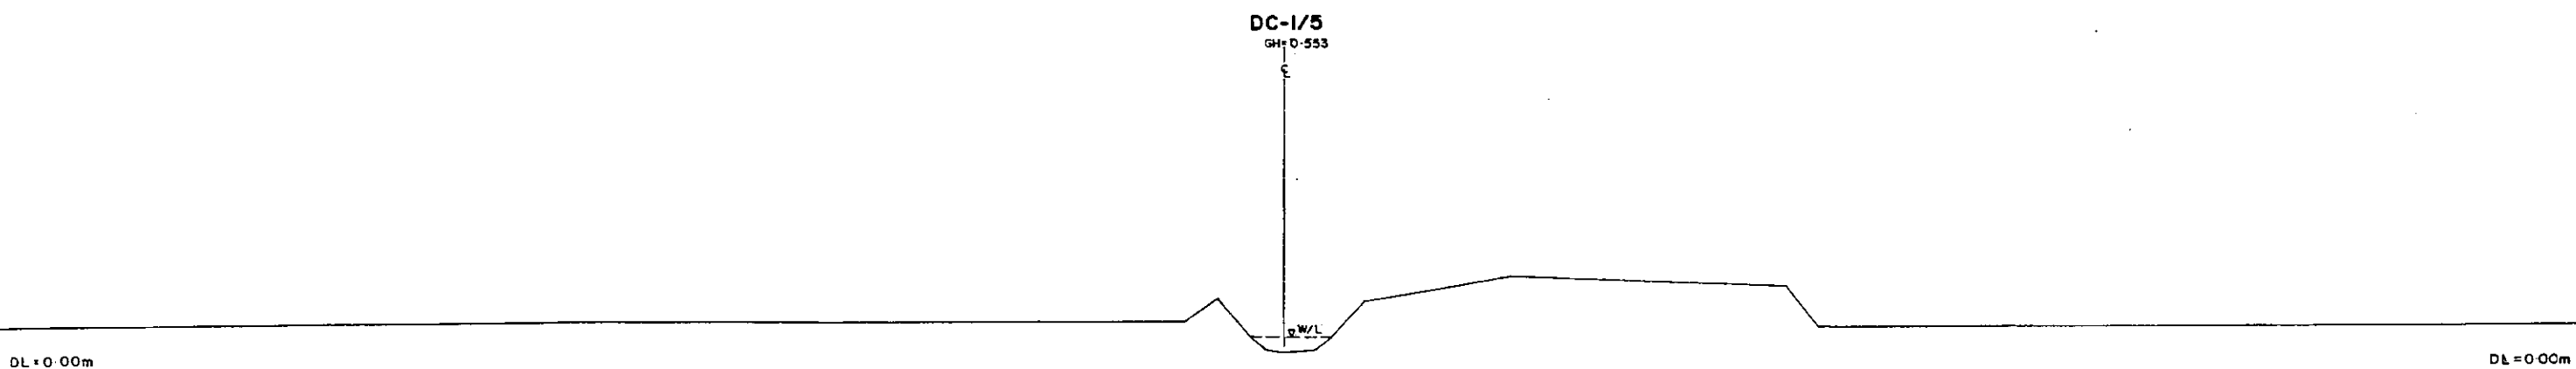 DC-1/5
GH=0.553
℄
W/L
DL=0.00m
DL=0.00m